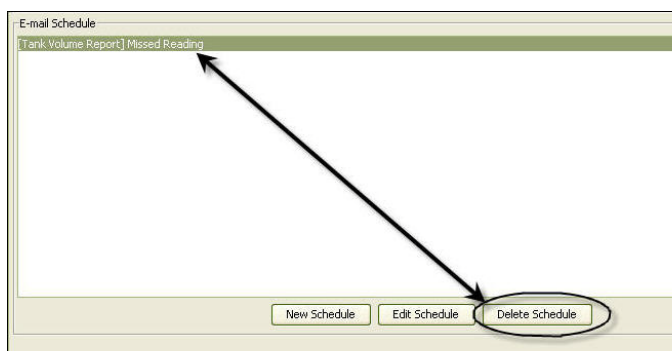 E-mail Schedule
[Tank Volume Report] Missed Reading
New Schedule Edit Schedule Delete Schedule